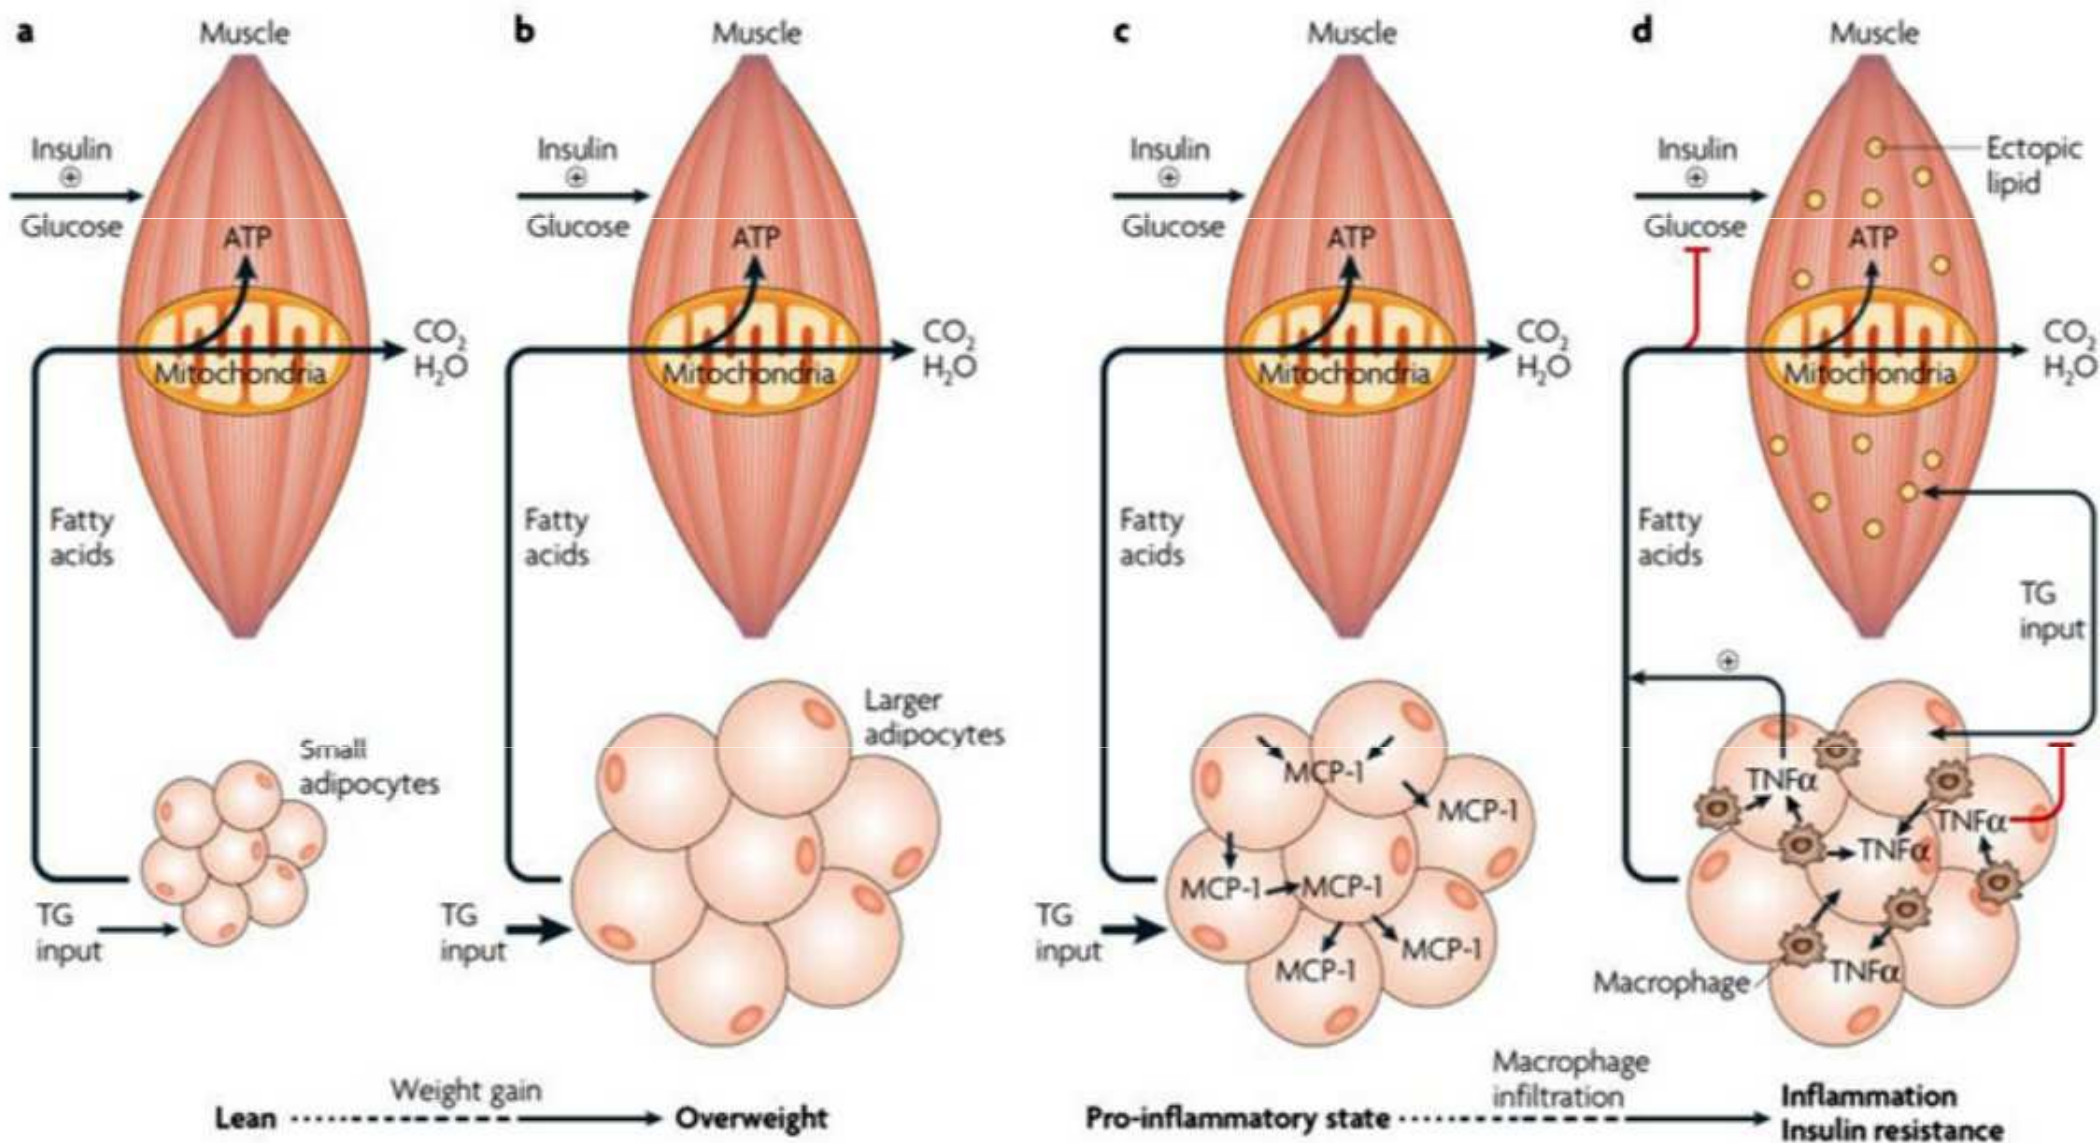 a
Muscle
Insulin
⊕
Glucose
ATP
Mitochondria
CO₂
H₂O
Fatty
acids
Small
adipocytes
TG
input
b
Muscle
Insulin
⊕
Glucose
ATP
Mitochondria
CO₂
H₂O
Fatty
acids
Larger
adipocytes
TG
input
Lean
Weight gain
Overweight
c
Muscle
Insulin
⊕
Glucose
ATP
Mitochondria
CO₂
H₂O
Fatty
acids
MCP-1
MCP-1
MCP-1
MCP-1
MCP-1
MCP-1
TG
input
d
Muscle
Insulin
⊕
Glucose
Ectopic
lipid
ATP
Mitochondria
CO₂
H₂O
Fatty
acids
TG
input
⊕
TNFα
TNFα
TNFα
TNFα
Macrophage
Pro-inflammatory state
Macrophage
infiltration
Inflammation
Insulin resistance